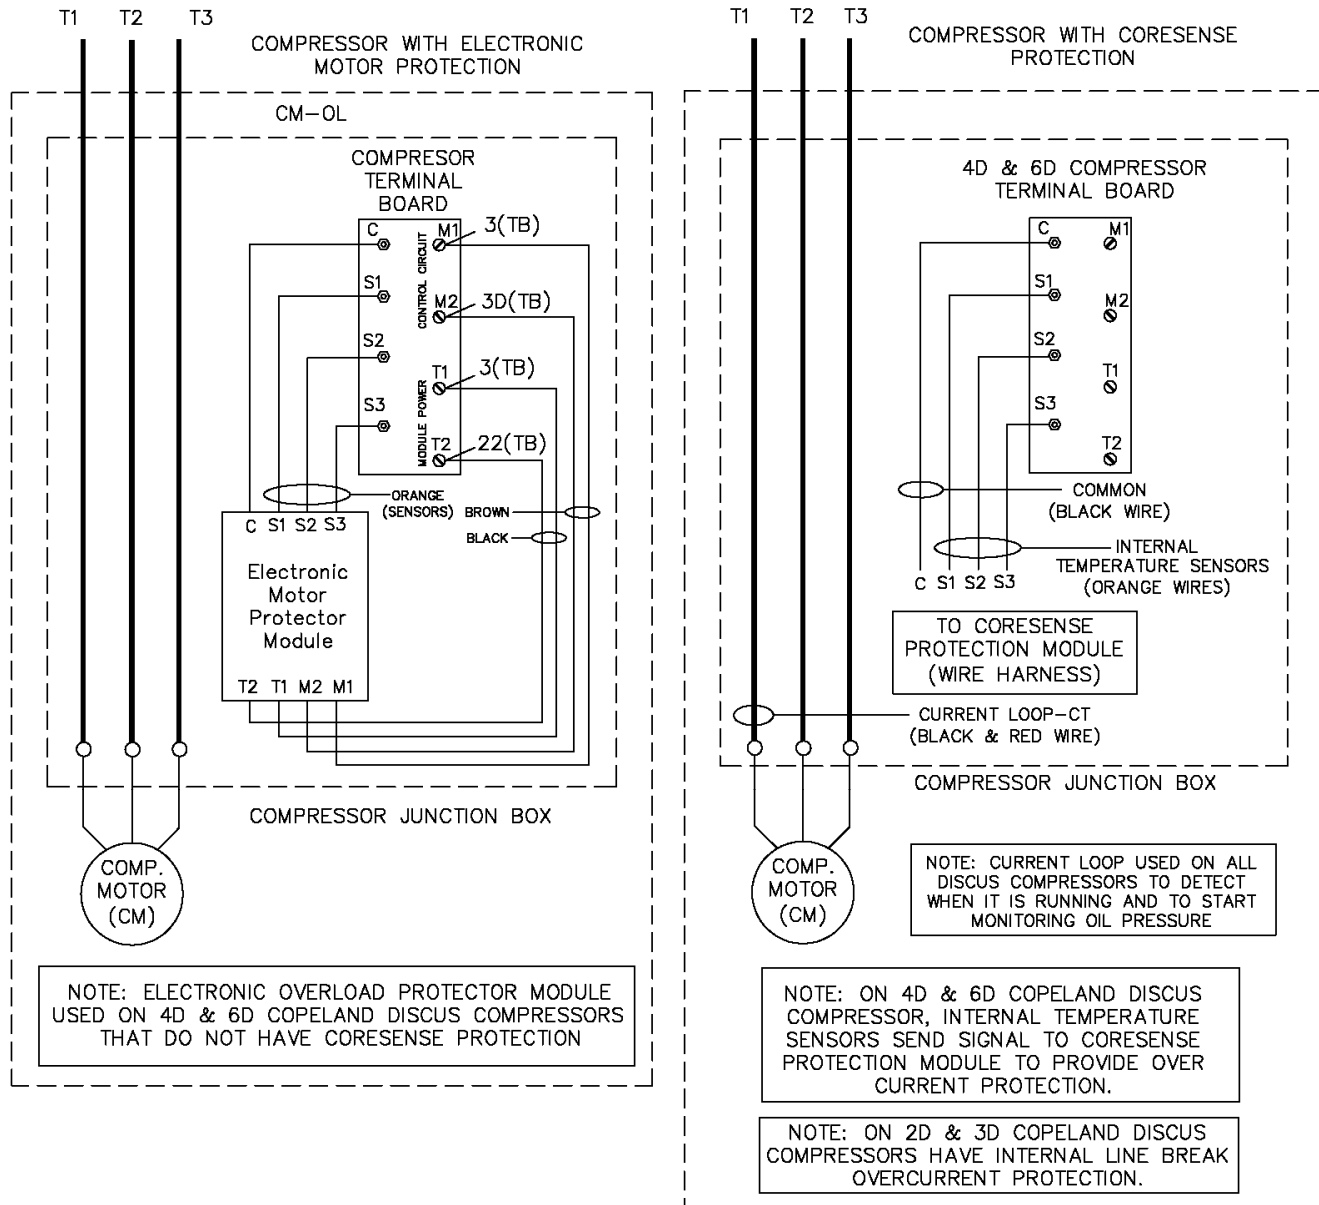 T1 T2 T3
COMPRESSOR WITH ELECTRONIC
MOTOR PROTECTION
CM-OL
COMPRESOR
TERMINAL
BOARD
C
M1
3(TB)
S1
M2
3D(TB)
S2
T1
3(TB)
S3
T2
22(TB)
CONTROL CIRCUIT
MODULE POWER
ORANGE
(SENSORS)
BROWN
BLACK
C S1 S2 S3
Electronic
Motor
Protector
Module
T2 T1 M2 M1
COMPRESSOR JUNCTION BOX
COMP.
MOTOR
(CM)
NOTE: ELECTRONIC OVERLOAD PROTECTOR MODULE
USED ON 4D & 6D COPELAND DISCUS COMPRESSORS
THAT DO NOT HAVE CORESENSE PROTECTION
T1 T2 T3
COMPRESSOR WITH CORESENSE
PROTECTION
4D & 6D COMPRESSOR
TERMINAL BOARD
C
M1
S1
M2
S2
T1
S3
T2
COMMON
(BLACK WIRE)
INTERNAL
TEMPERATURE SENSORS
(ORANGE WIRES)
C S1 S2 S3
TO CORESENSE
PROTECTION MODULE
(WIRE HARNESS)
CURRENT LOOP-CT
(BLACK & RED WIRE)
COMPRESSOR JUNCTION BOX
COMP.
MOTOR
(CM)
NOTE: CURRENT LOOP USED ON ALL
DISCUS COMPRESSORS TO DETECT
WHEN IT IS RUNNING AND TO START
MONITORING OIL PRESSURE
NOTE: ON 4D & 6D COPELAND DISCUS
COMPRESSOR, INTERNAL TEMPERATURE
SENSORS SEND SIGNAL TO CORESENSE
PROTECTION MODULE TO PROVIDE OVER
CURRENT PROTECTION.
NOTE: ON 2D & 3D COPELAND DISCUS
COMPRESSORS HAVE INTERNAL LINE BREAK
OVERCURRENT PROTECTION.